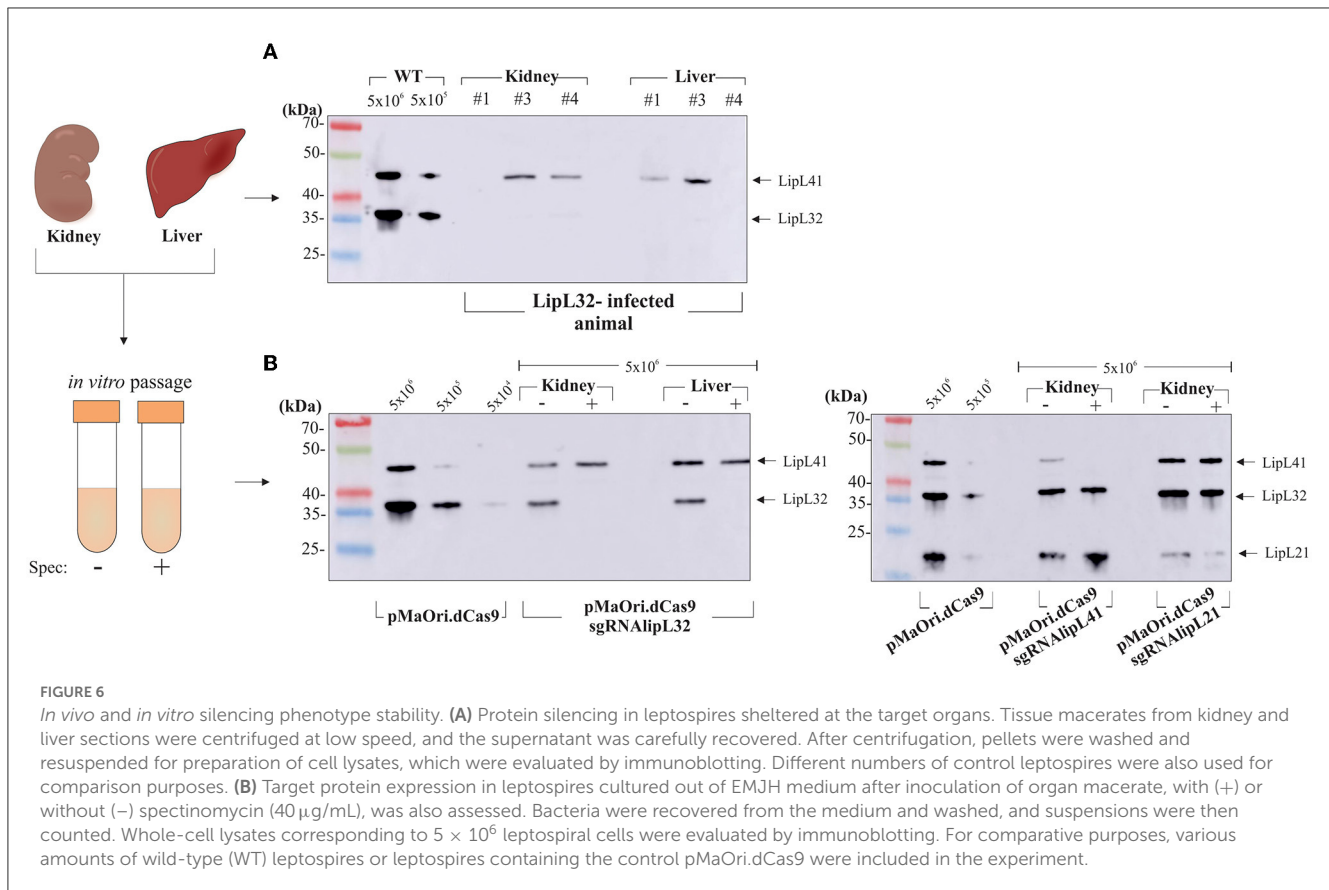 A
WT Kidney Liver
5x10⁶ 5x10⁵ #1 #3 #4 #1 #3 #4
(kDa)
70-
50-
40-
35-
25-
LipL41
LipL32
Kidney Liver
LipL32- infected
animal
B
in vitro passage
Spec: - +
5x10⁶
5x10⁶ 5x10⁵ 5x10⁴ Kidney Liver
(kDa) - + - +
70-
50-
40-
35-
25-
LipL41
LipL32
pMaOri.dCas9
pMaOri.dCas9
sgRNAlipL32
5x10⁶
5x10⁶ 5x10⁵ Kidney Kidney
(kDa) - + - +
70-
50-
40-
35-
25-
LipL41
LipL32
LipL21
pMaOri.dCas9
pMaOri.dCas9
sgRNAlipL41
pMaOri.dCas9
sgRNAlipL21
FIGURE 6
In vivo and in vitro silencing phenotype stability. (A) Protein silencing in leptospires sheltered at the target organs. Tissue macerates from kidney and
liver sections were centrifuged at low speed, and the supernatant was carefully recovered. After centrifugation, pellets were washed and
resuspended for preparation of cell lysates, which were evaluated by immunoblotting. Different numbers of control leptospires were also used for
comparison purposes. (B) Target protein expression in leptospires cultured out of EMJH medium after inoculation of organ macerate, with (+) or
without (−) spectinomycin (40 μg/mL), was also assessed. Bacteria were recovered from the medium and washed, and suspensions were then
counted. Whole-cell lysates corresponding to 5 × 10⁶ leptospiral cells were evaluated by immunoblotting. For comparative purposes, various
amounts of wild-type (WT) leptospires or leptospires containing the control pMaOri.dCas9 were included in the experiment.